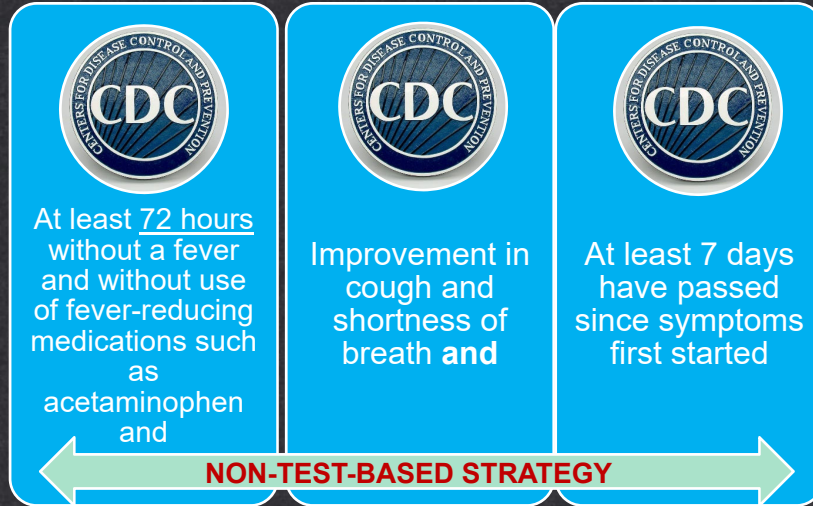 CENTERS FOR DISEASE CONTROL AND PREVENTION
CDC
At least 72 hours
without a fever
and without use
of fever-reducing
medications such
as
acetaminophen
and
CENTERS FOR DISEASE CONTROL AND PREVENTION
CDC
Improvement in
cough and
shortness of
breath and
CENTERS FOR DISEASE CONTROL AND PREVENTION
CDC
At least 7 days
have passed
since symptoms
first started
NON-TEST-BASED STRATEGY